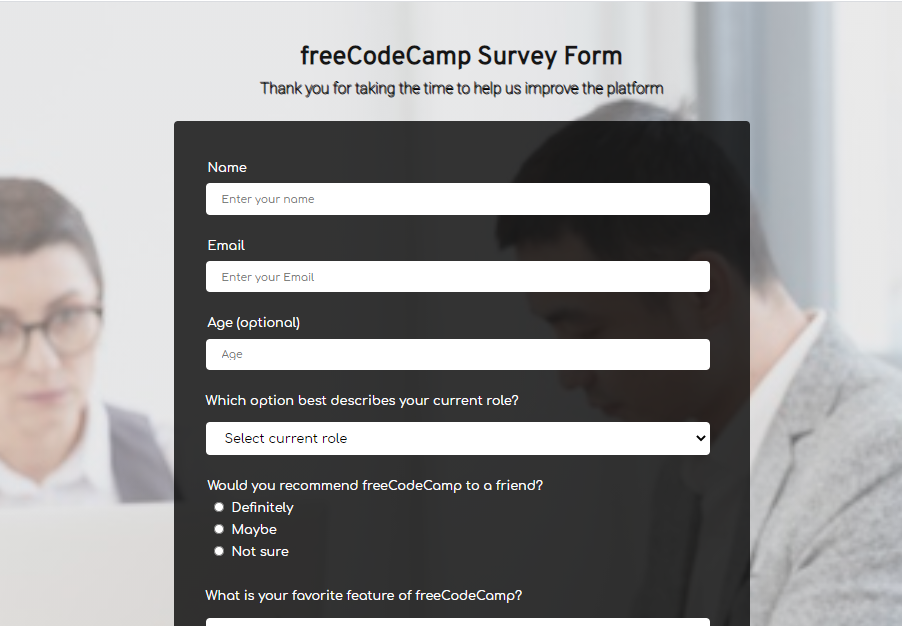 freeCodeCamp Survey Form
Thank you for taking the time to help us improve the platform
Name
Enter your name
Email
Enter your Email
Age (optional)
Age
Which option best describes your current role?
Select current role
Would you recommend freeCodeCamp to a friend?
Definitely
Maybe
Not sure
What is your favorite feature of freeCodeCamp?